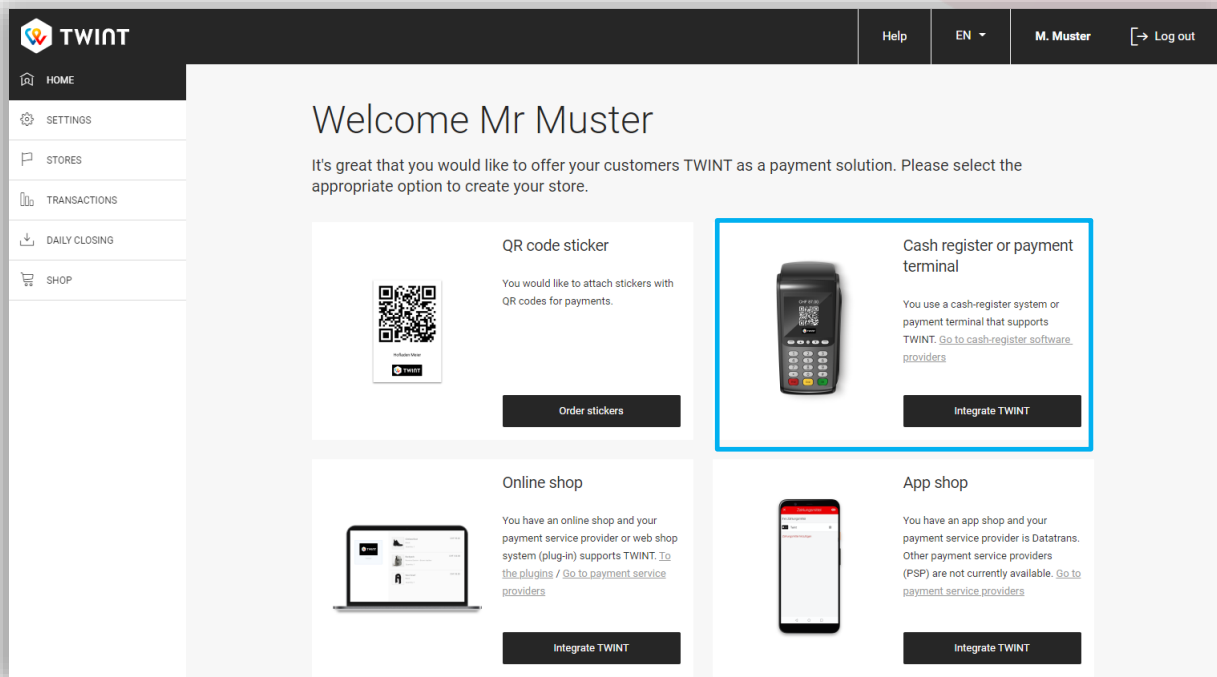 TWINT
Help
EN
M. Muster
Log out
HOME
SETTINGS
STORES
TRANSACTIONS
DAILY CLOSING
SHOP
Welcome Mr Muster
It's great that you would like to offer your customers TWINT as a payment solution. Please select the
appropriate option to create your store.
QR code sticker
You would like to attach stickers with
QR codes for payments.
Hofladen Meier
TWINT
Order stickers
Cash register or payment
terminal
You use a cash-register system or
payment terminal that supports
TWINT. Go to cash-register software
providers
Integrate TWINT
Online shop
You have an online shop and your
payment service provider or web shop
system (plug-in) supports TWINT. To
the plugins / Go to payment service
providers
TWINT
Integrate TWINT
App shop
You have an app shop and your
payment service provider is Datatrans.
Other payment service providers
(PSP) are not currently available. Go to
payment service providers
Integrate TWINT